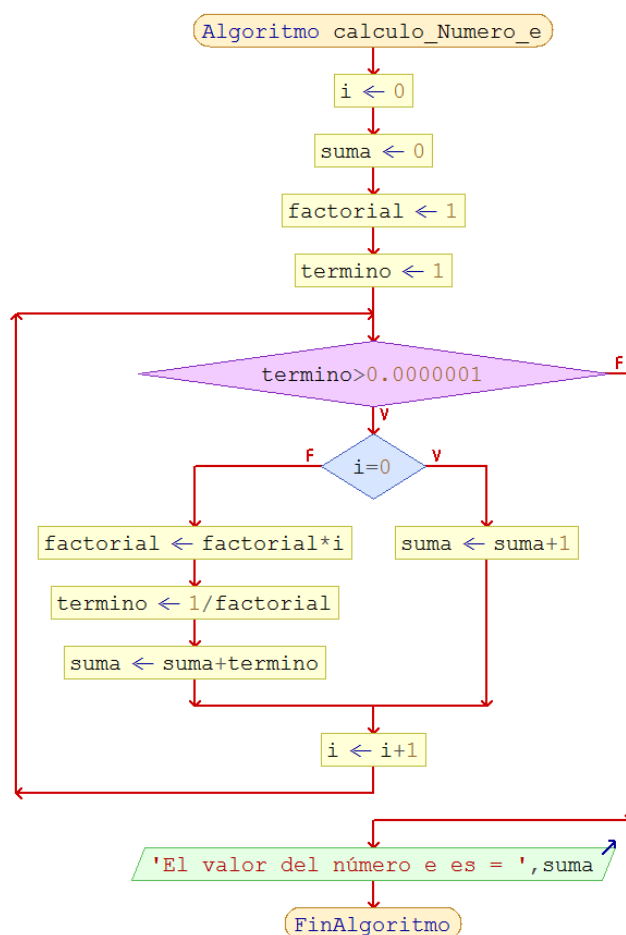 Algoritmo calculo_Numero_e
i ← 0
suma ← 0
factorial ← 1
termino ← 1
termino>0.0000001
F
V
i=0
F
V
factorial ← factorial*i
suma ← suma+1
termino ← 1/factorial
suma ← suma+termino
i ← i+1
'El valor del número e es = ',suma
FinAlgoritmo